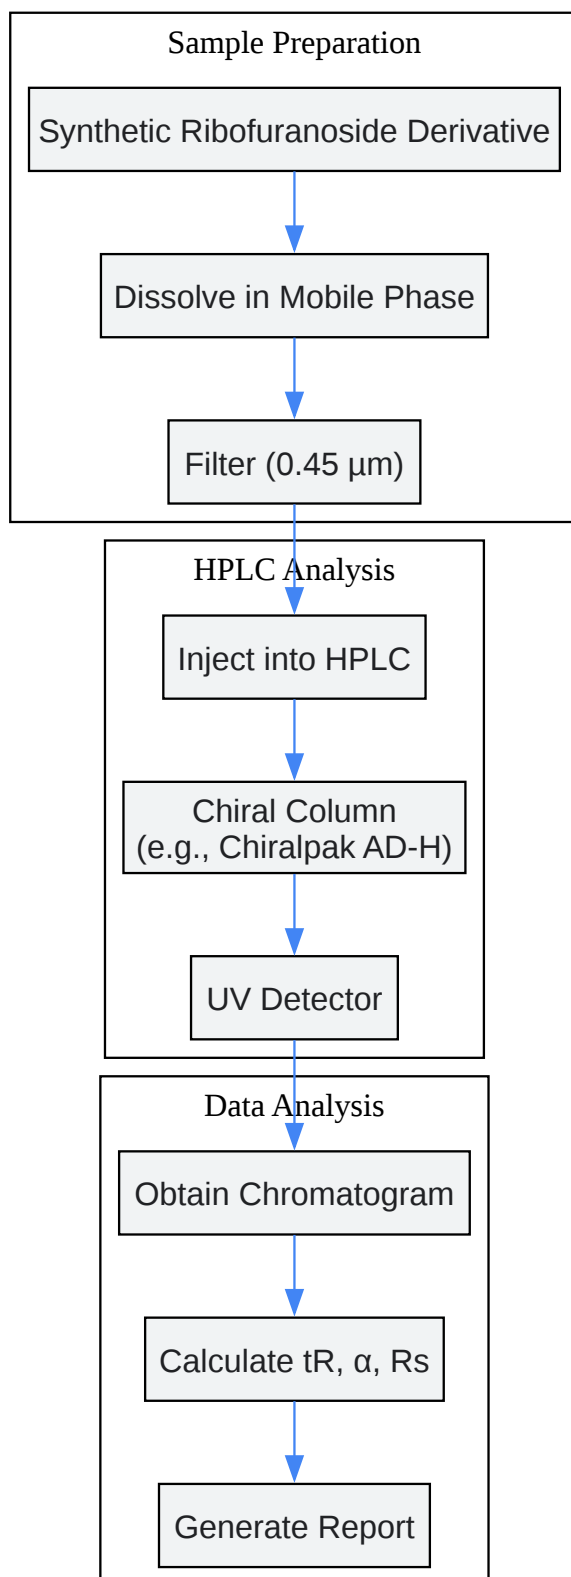 Sample Preparation
Synthetic Ribofuranoside Derivative
Dissolve in Mobile Phase
Filter (0.45 µm)
HPLC Analysis
Inject into HPLC
Chiral Column
(e.g., Chiralpak AD-H)
UV Detector
Data Analysis
Obtain Chromatogram
Calculate tR, α, Rs
Generate Report